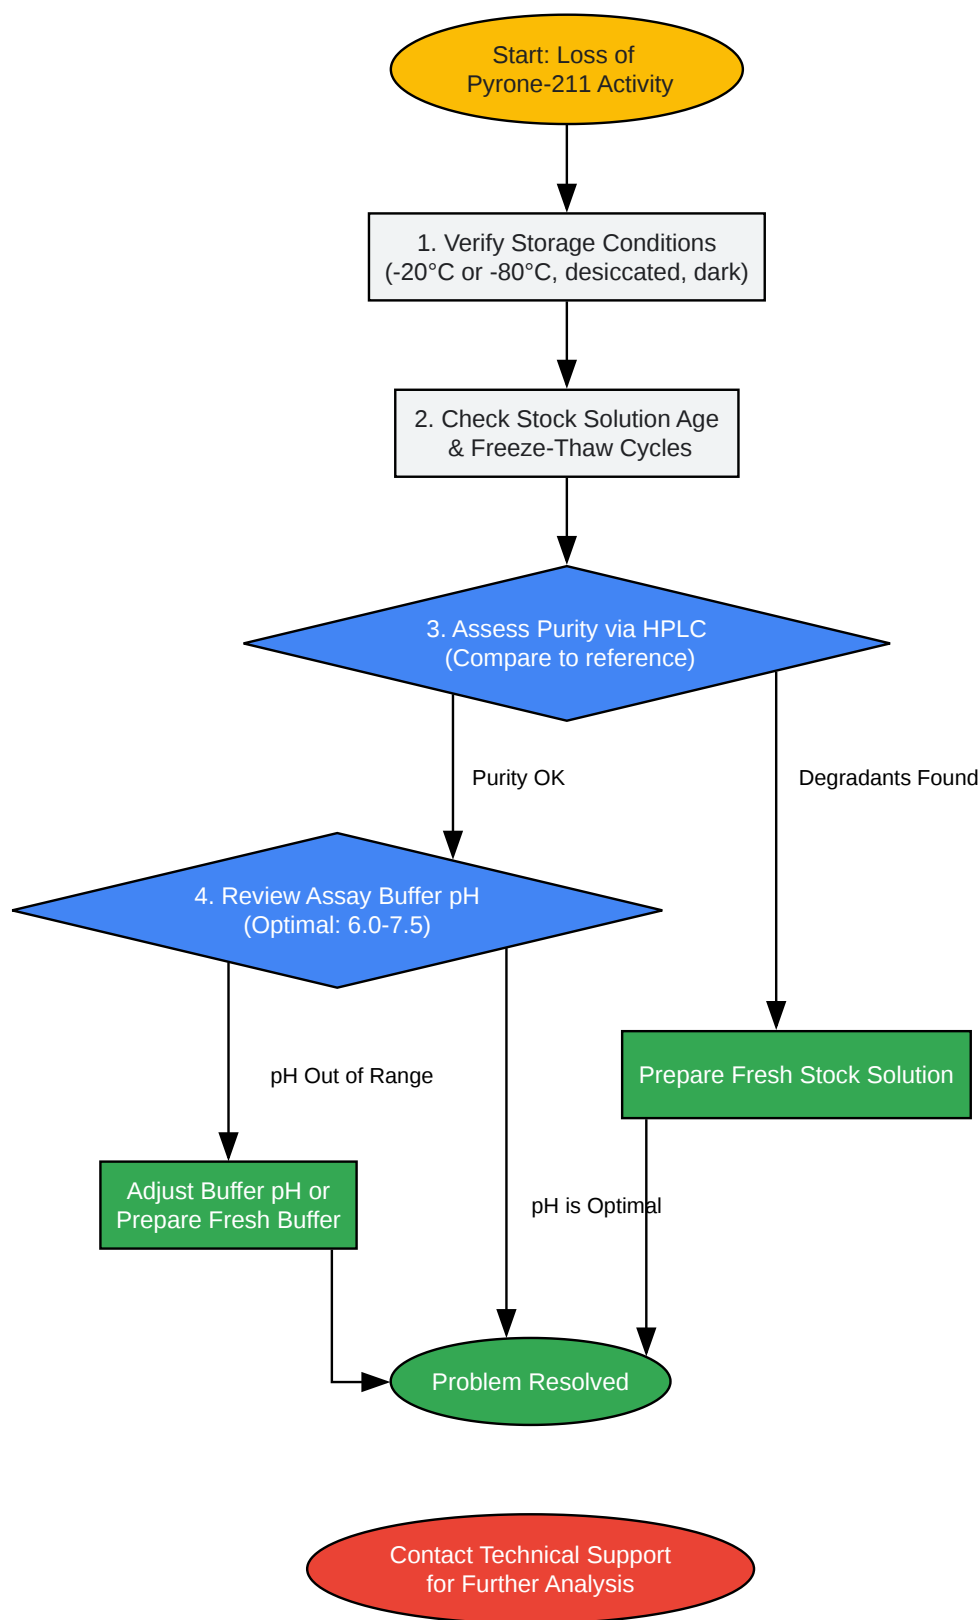 Start: Loss of
Pyrone-211 Activity
1. Verify Storage Conditions
(-20°C or -80°C, desiccated, dark)
2. Check Stock Solution Age
& Freeze-Thaw Cycles
3. Assess Purity via HPLC
(Compare to reference)
Purity OK
Degradants Found
4. Review Assay Buffer pH
(Optimal: 6.0-7.5)
pH Out of Range
Prepare Fresh Stock Solution
Adjust Buffer pH or
Prepare Fresh Buffer
pH is Optimal
Problem Resolved
Contact Technical Support
for Further Analysis